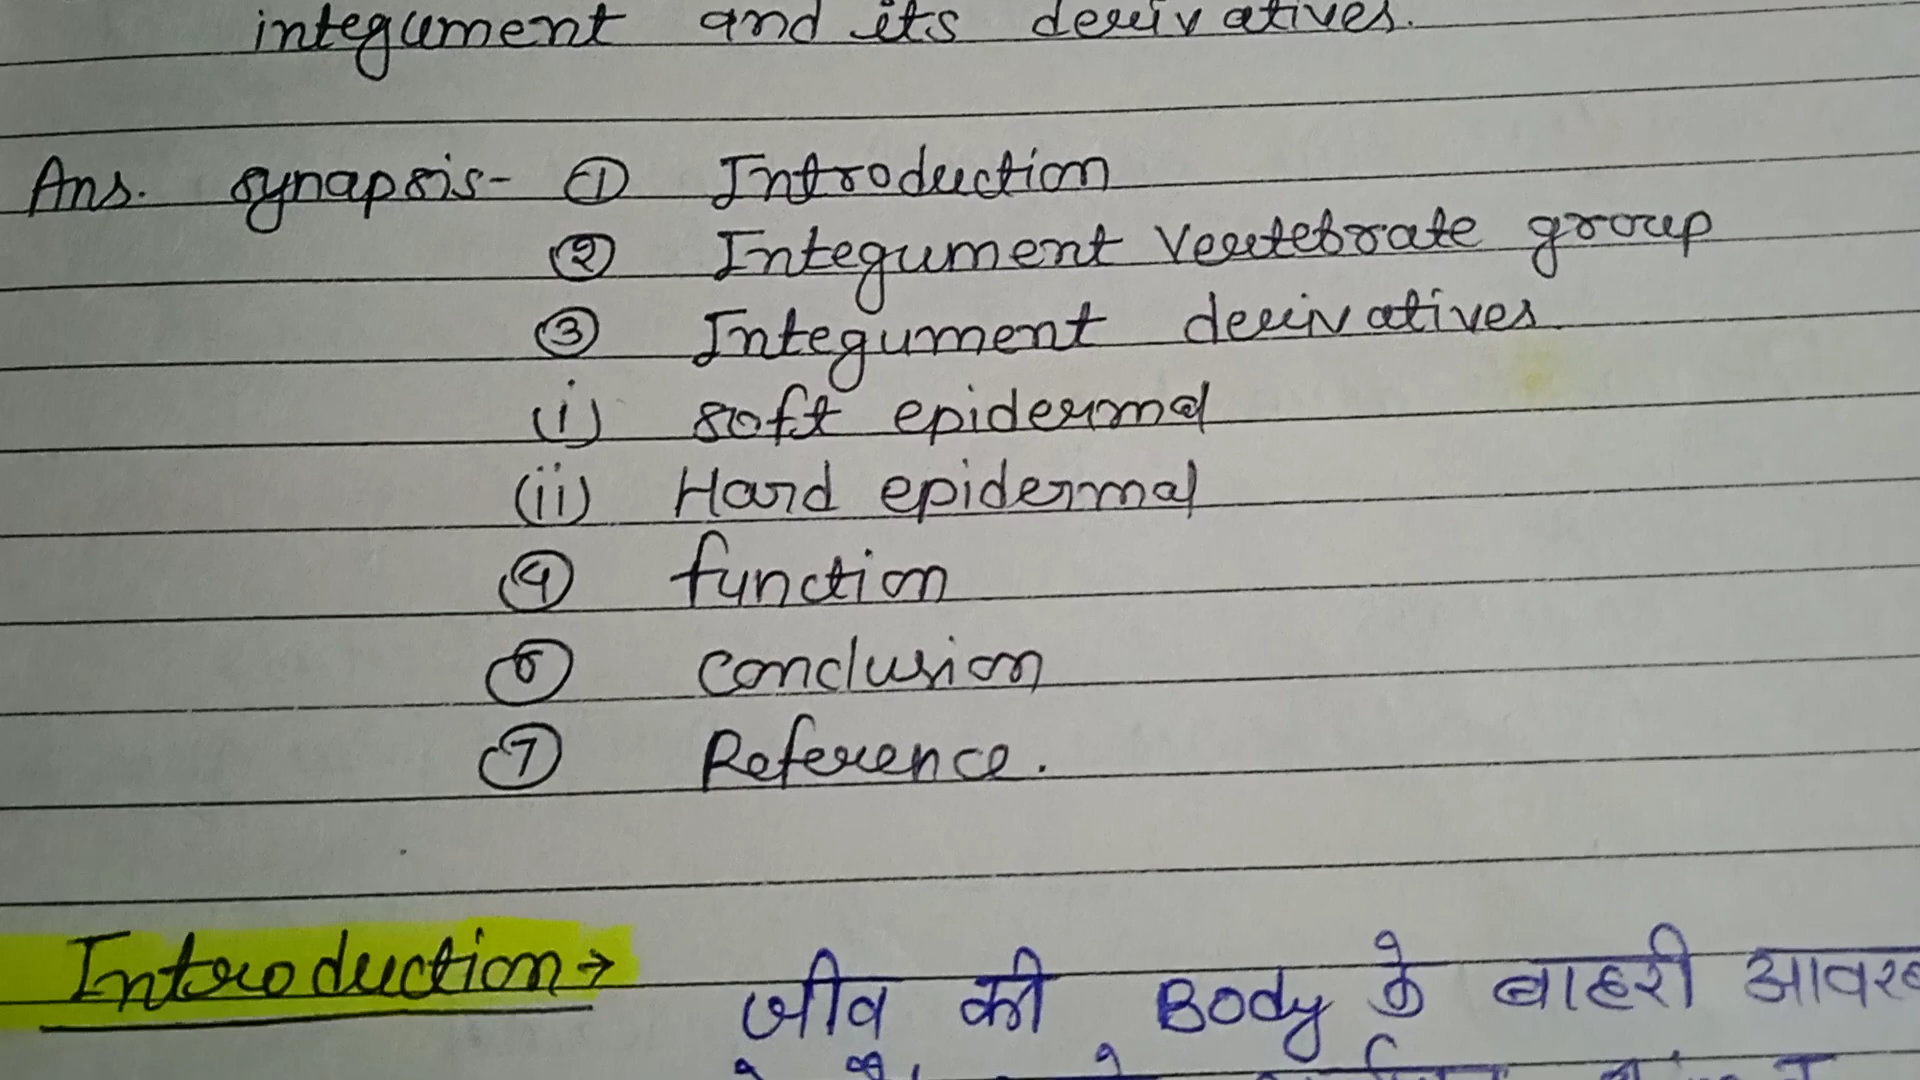 integument and its derivatives.
Ans. synapsis- ① Introduction
② Integument Vertebrate group
③ Integument derivatives
(i) soft epidermal
(ii) Hard epidermal
④ function
⑥ conclusion
⑦ Reference.
Introduction→ जीव की Body के बाहरी